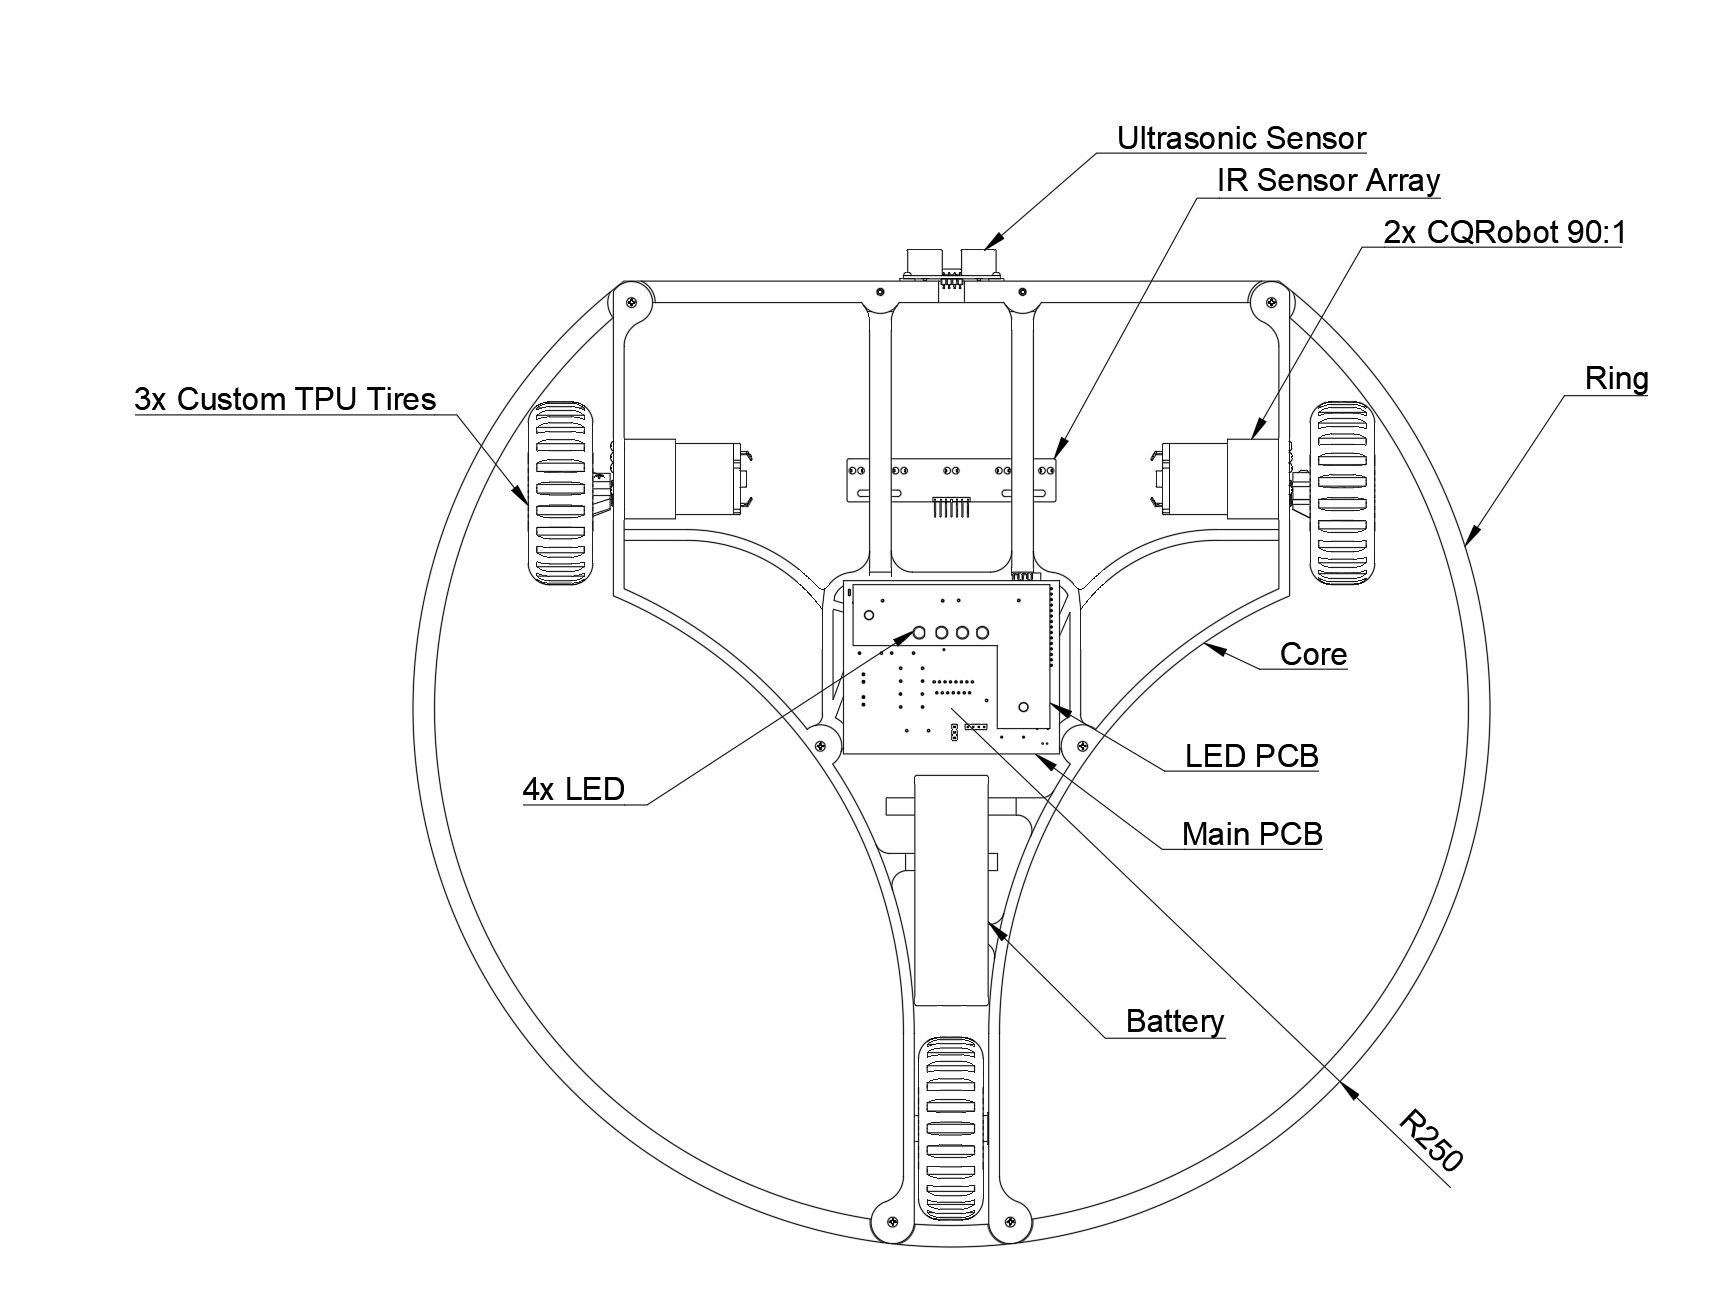 Ultrasonic Sensor
IR Sensor Array
2x CQRobot 90:1
Ring
3x Custom TPU Tires
Core
LED PCB
4x LED
Main PCB
Battery
R250